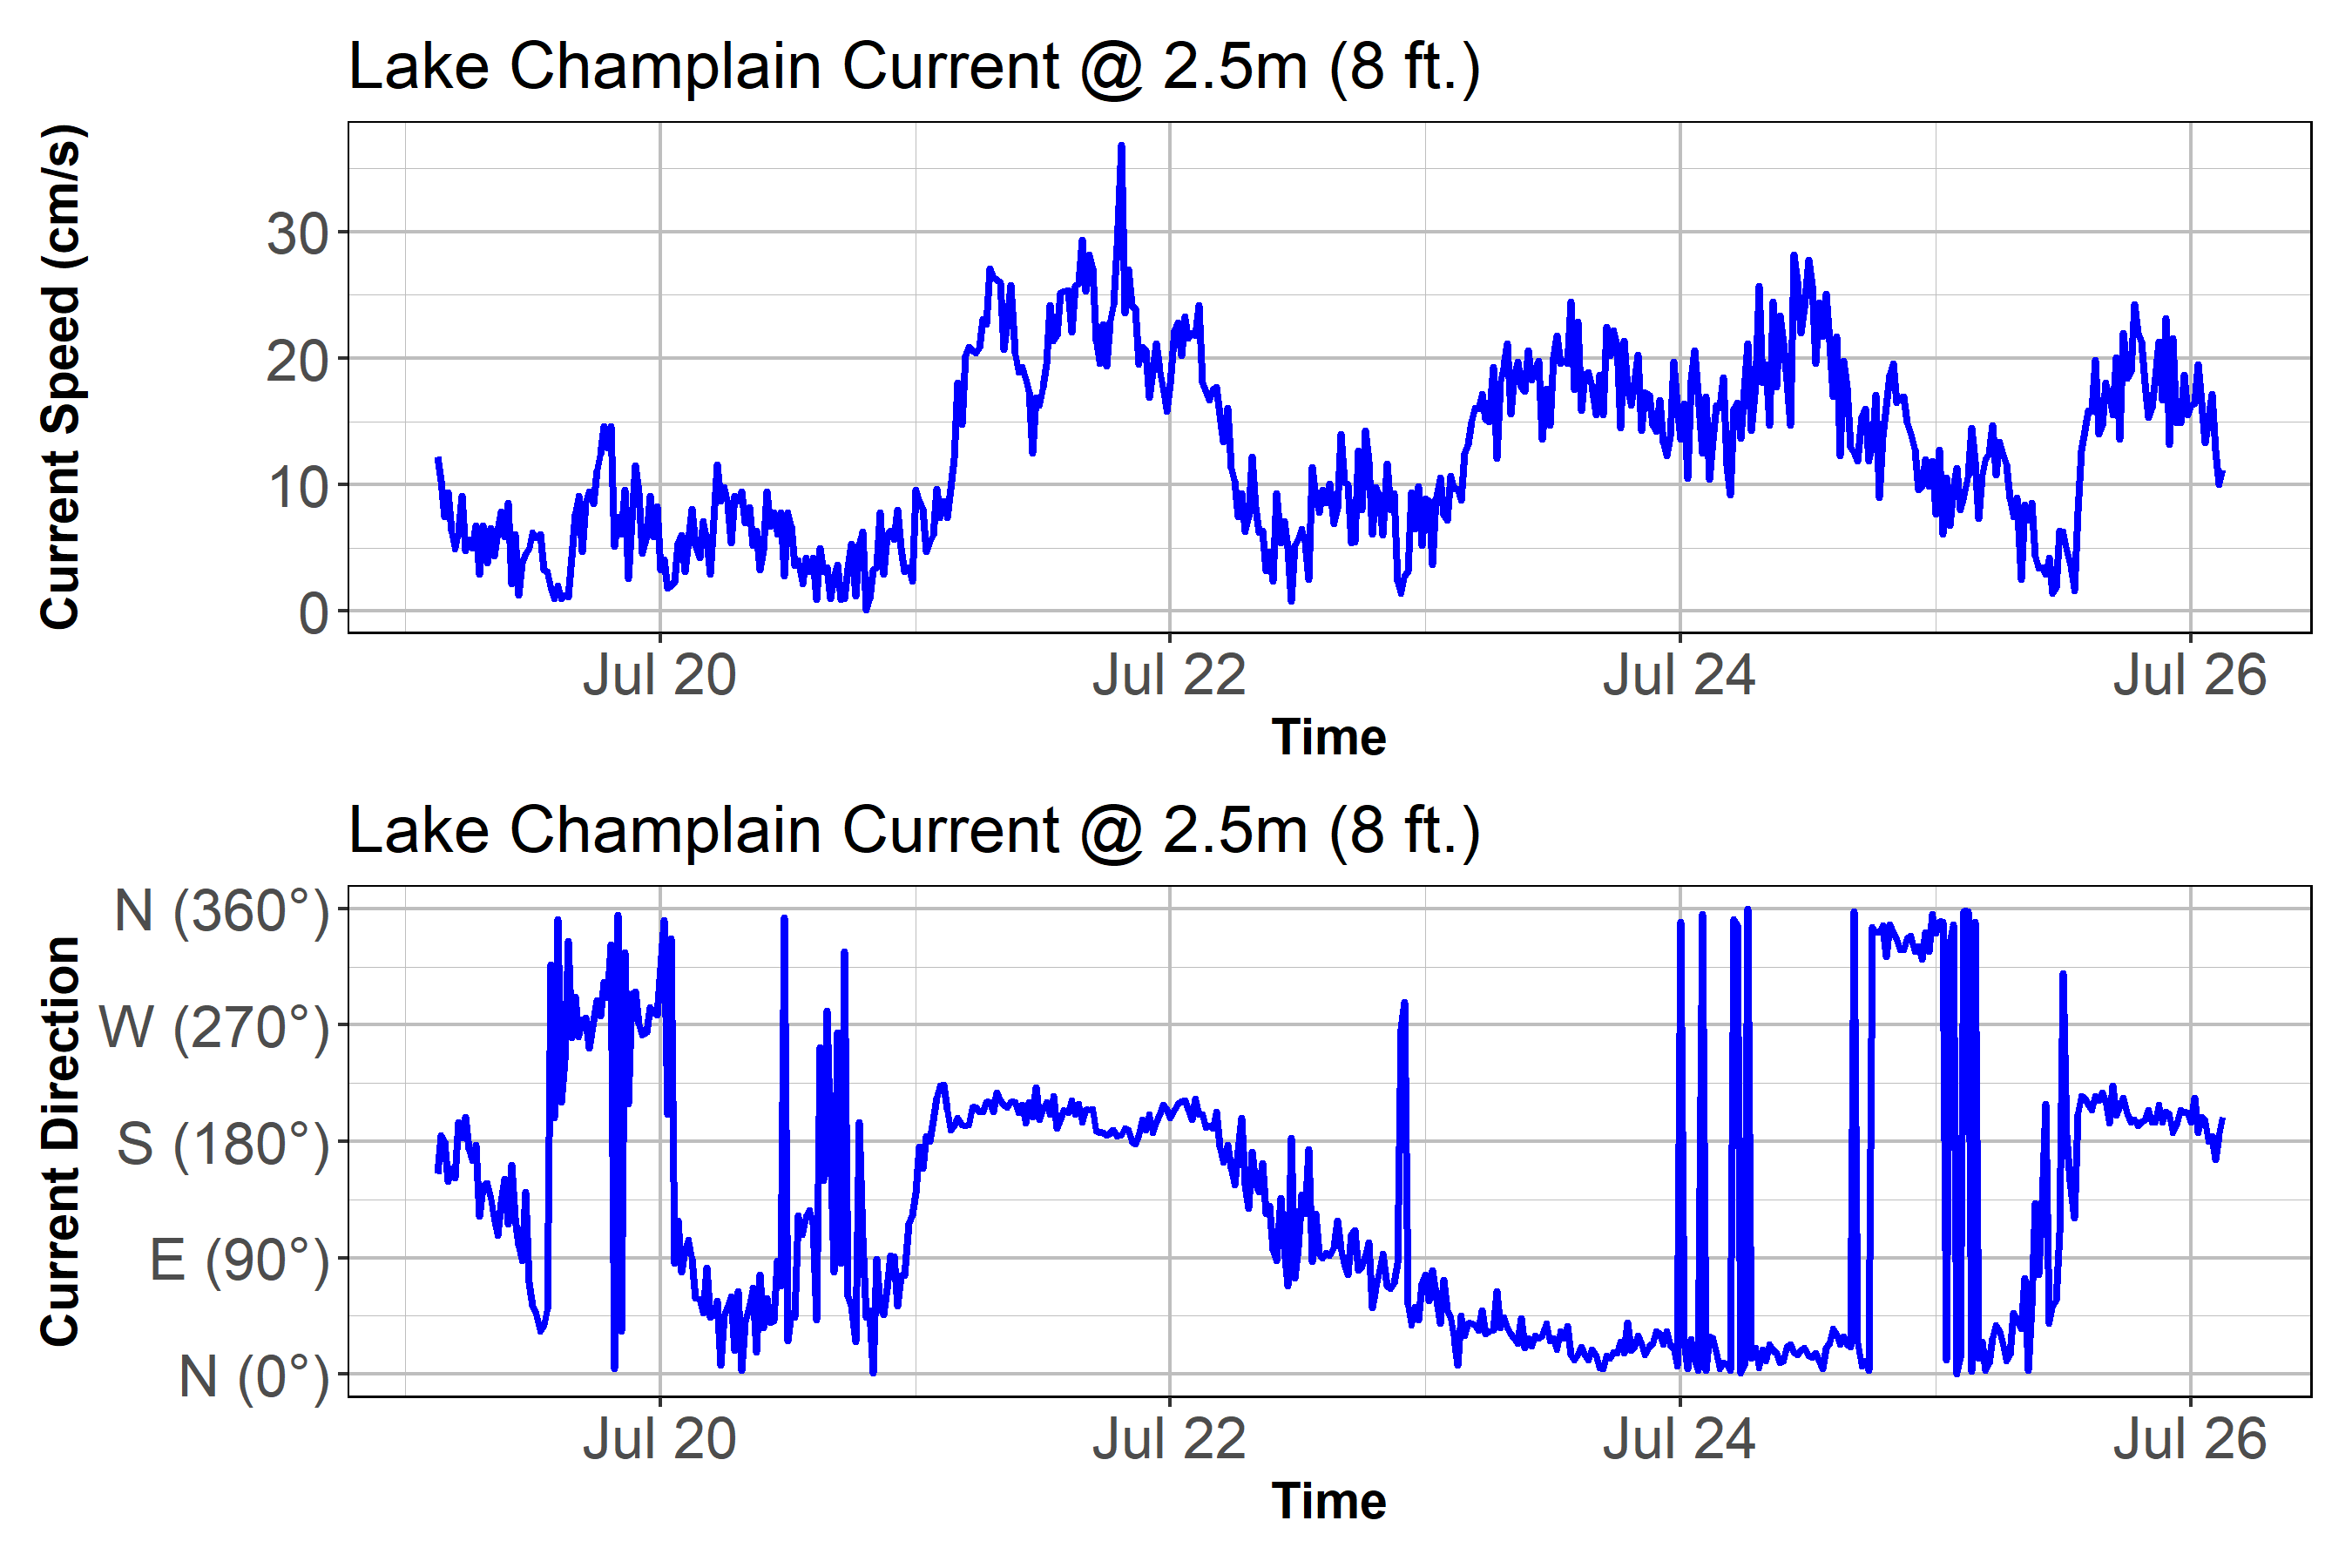 Lake Champlain Current @ 2.5m (8 ft.)
Current Speed (cm/s)
30
20
10
0
Jul 20 Jul 22 Jul 24 Jul 26
Time
Lake Champlain Current @ 2.5m (8 ft.)
Current Direction
N (360°)
W (270°)
S (180°)
E (90°)
N (0°)
Jul 20 Jul 22 Jul 24 Jul 26
Time